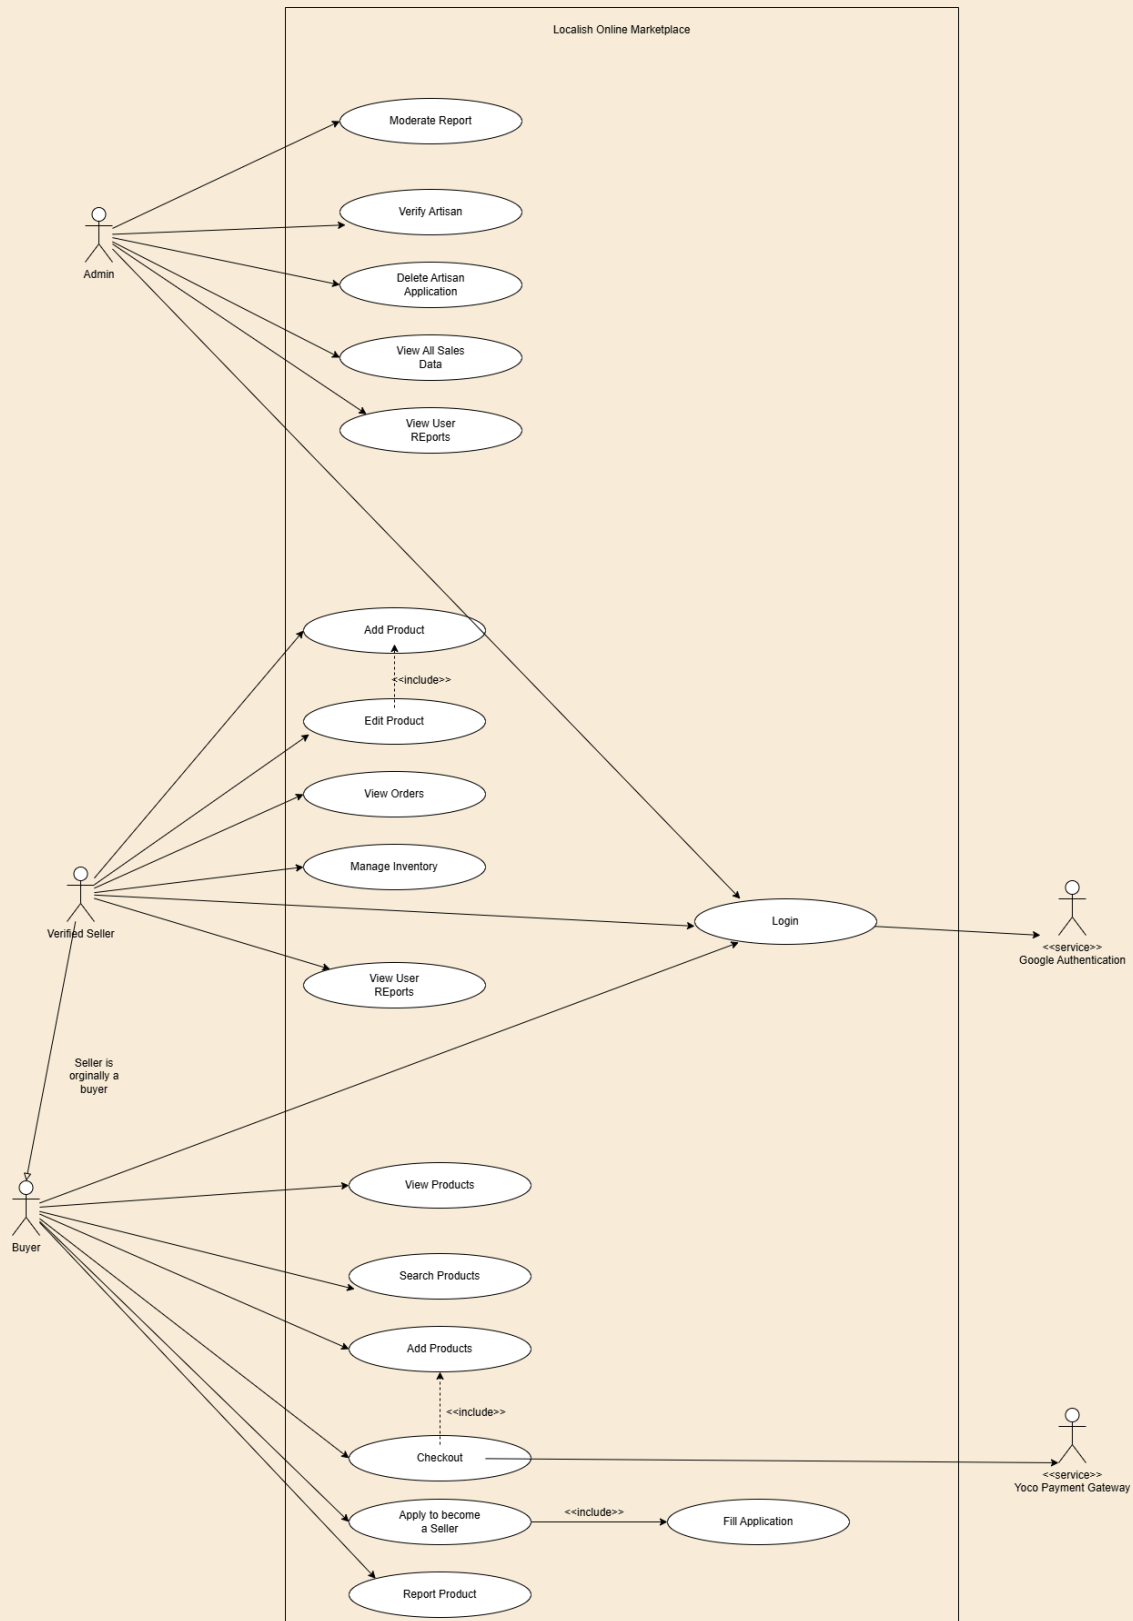 Localish Online Marketplace
Moderate Report
Verify Artisan
Admin
Delete Artisan
Application
View All Sales
Data
View User
REports
Add Product
<<include>>
Edit Product
View Orders
Manage Inventory
Verified Seller
Login
<<service>>
Google Authentication
View User
REports
Seller is
orginally a
buyer
View Products
Buyer
Search Products
Add Products
<<include>>
Checkout
<<service>>
Yoco Payment Gateway
Apply to become
a Seller
<<include>>
Fill Application
Report Product